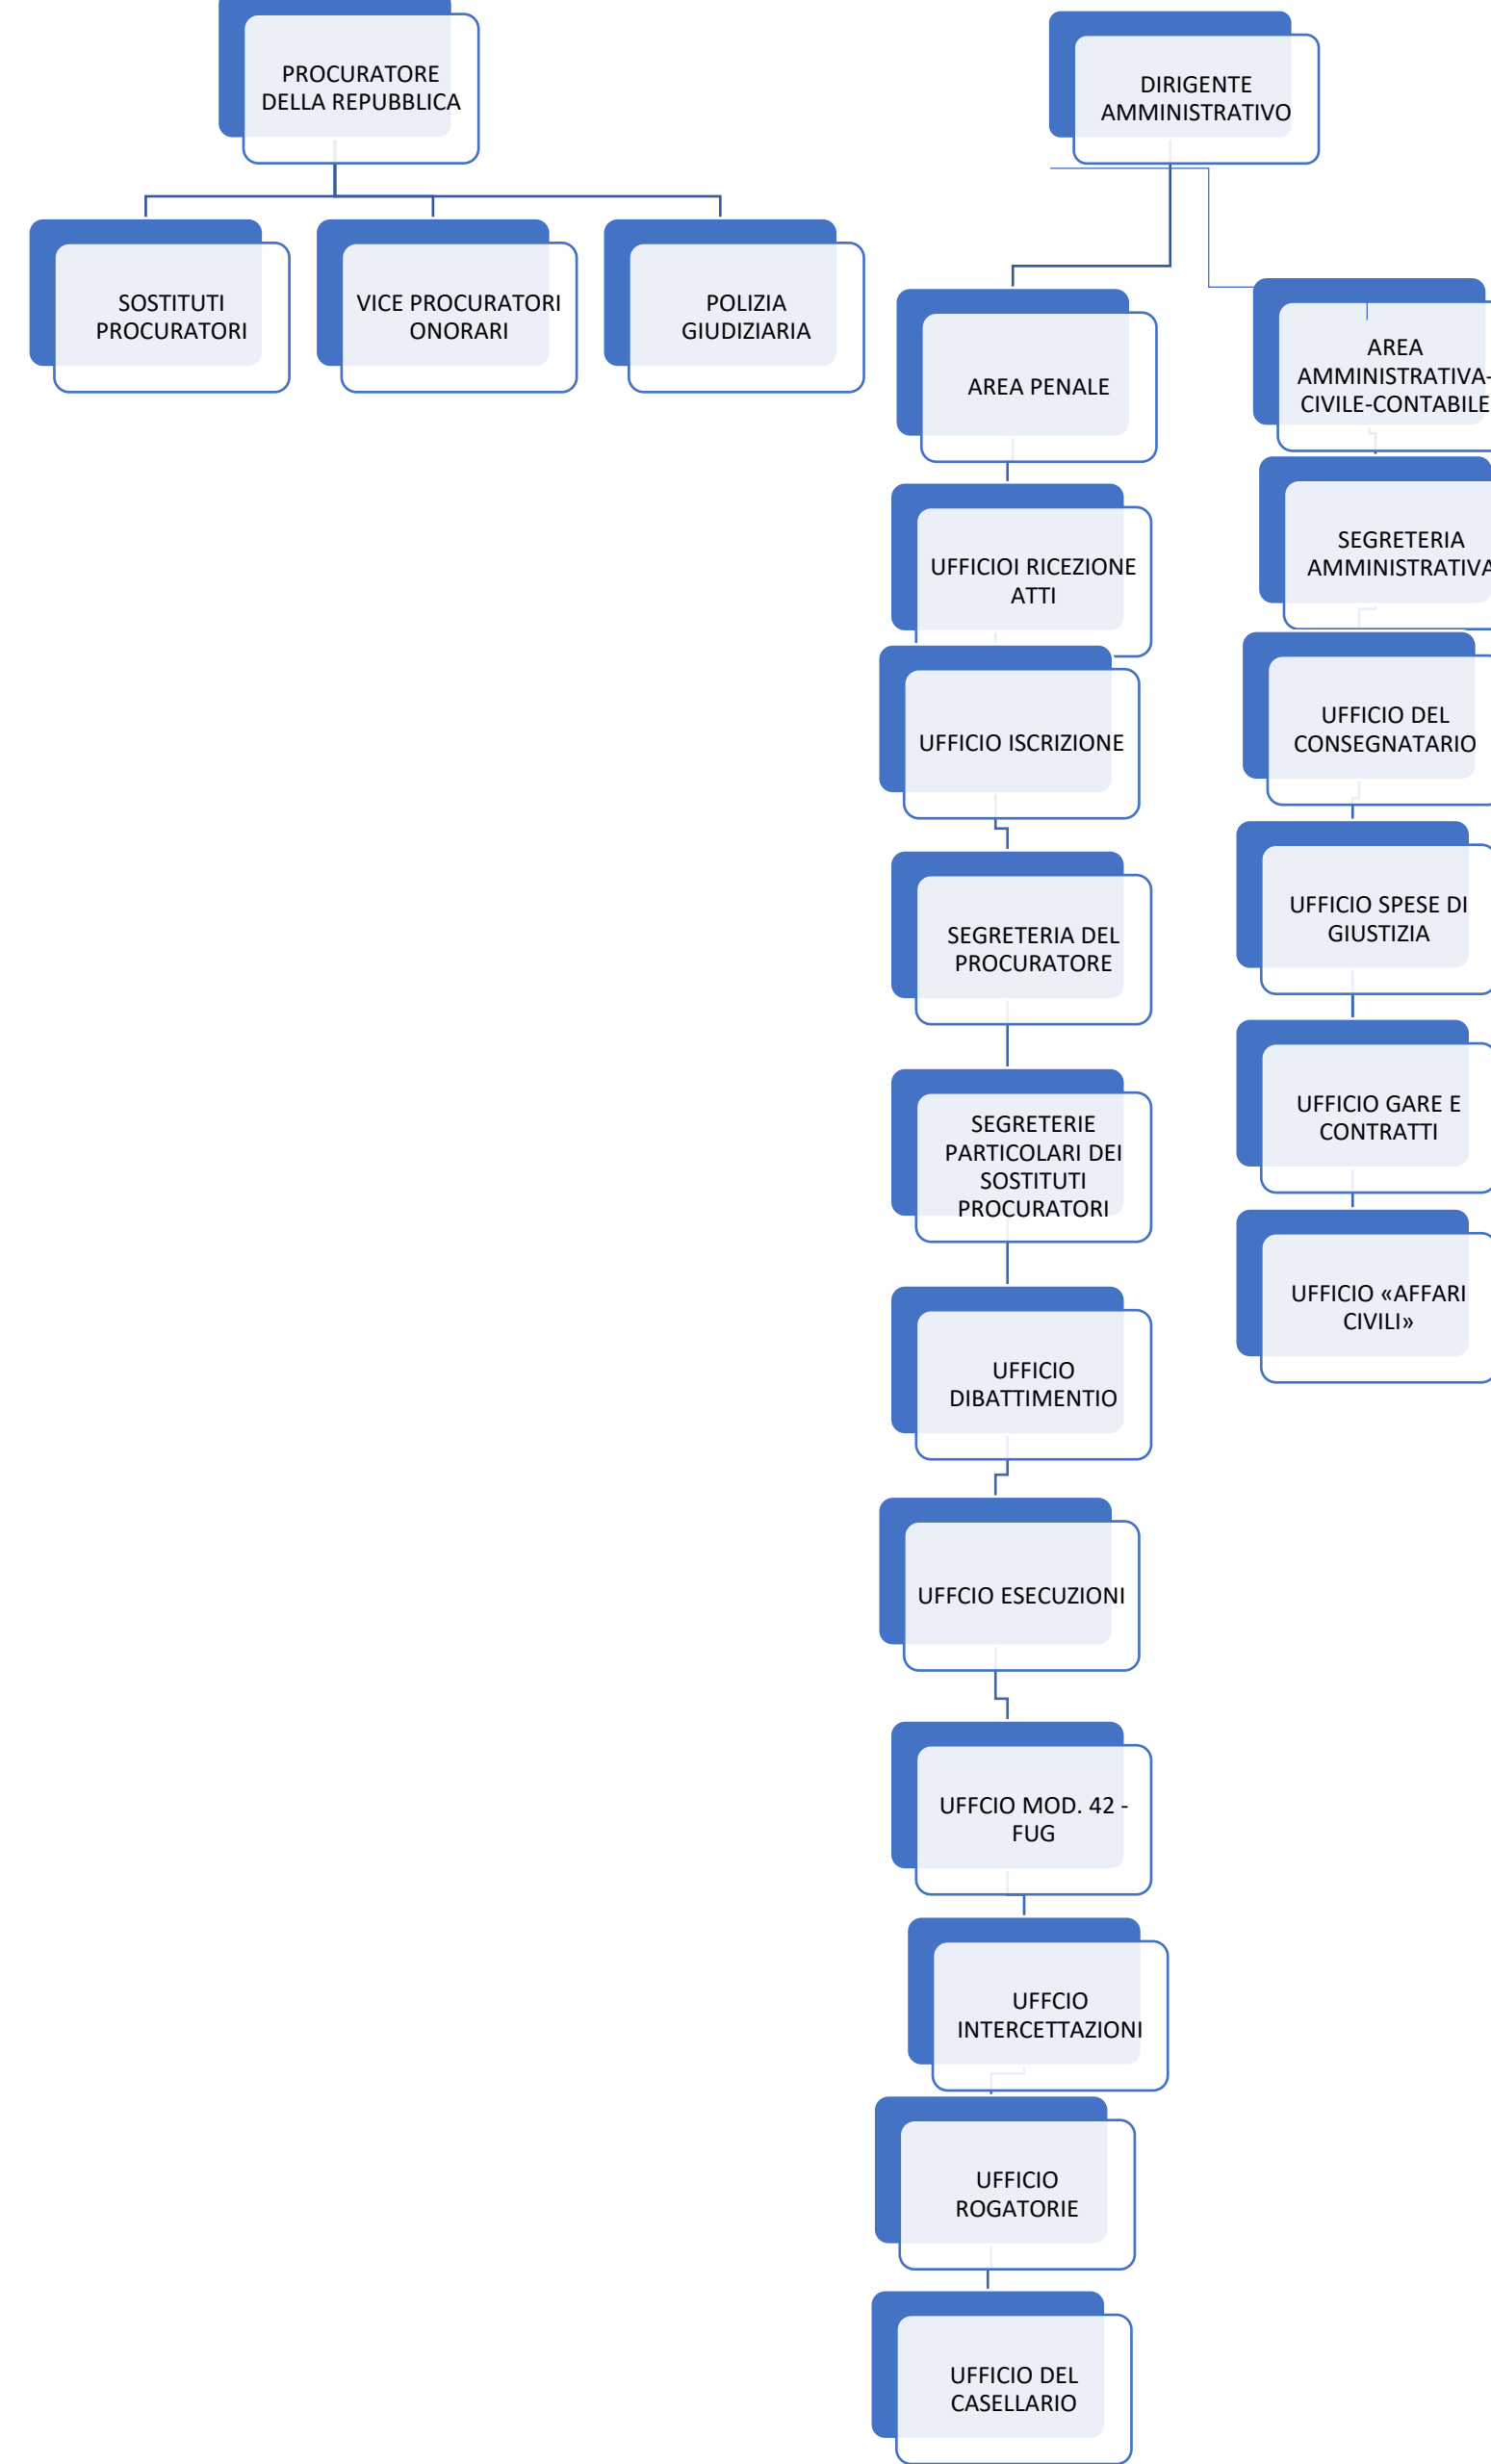 PROCURATORE
DELLA REPUBBLICA
DIRIGENTE
AMMINISTRATIVO
SOSTITUTI
PROCURATORI
VICE PROCURATORI
ONORARI
POLIZIA
GIUDIZIARIA
AREA PENALE
UFFICIOI RICEZIONE
ATTI
UFFICIO ISCRIZIONE
SEGRETERIA DEL
PROCURATORE
SEGRETERIE
PARTICOLARI DEI
SOSTITUTI
PROCURATORI
UFFICIO
DIBATTIMENTIO
UFFCIO ESECUZIONI
UFFCIO MOD. 42 -
FUG
UFFCIO
INTERCETTAZIONI
UFFICIO
ROGATORIE
UFFICIO DEL
CASELLARIO
AREA
AMMINISTRATIVA-
CIVILE-CONTABILE
SEGRETERIA
AMMINISTRATIVA
UFFICIO DEL
CONSEGNATARIO
UFFICIO SPESE DI
GIUSTIZIA
UFFICIO GARE E
CONTRATTI
UFFICIO «AFFARI
CIVILI»